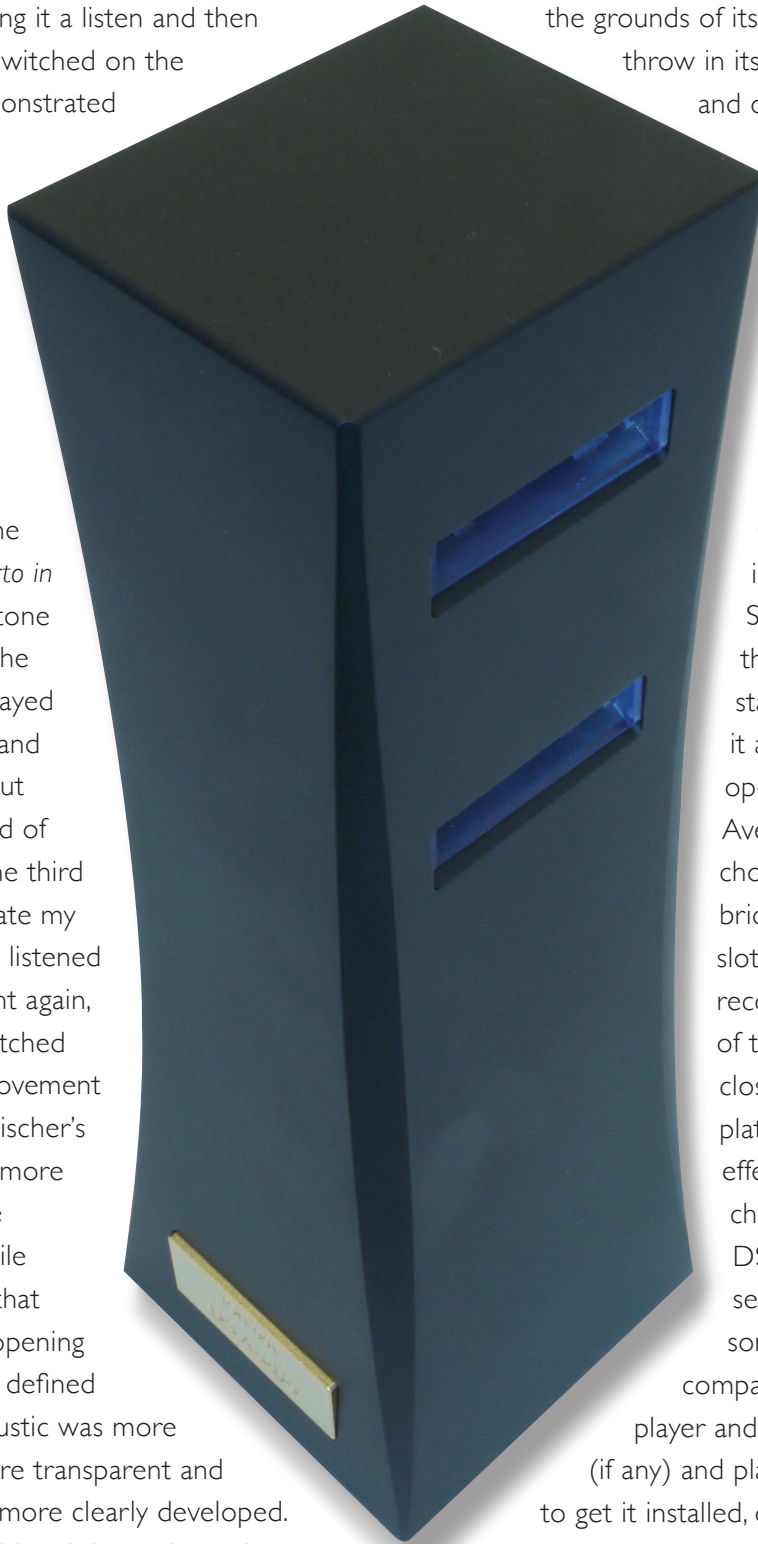 ing it a listen and then
witched on the
onstrated
he
rto in
tone
he
ayed
and
ut
d of
he third
ate my
listened
nt again,
tched
ovement
ischer's
more
e
ile
that
opening
defined
ustic was more
re transparent and
more clearly developed.
the grounds of its
throw in its
and c
i
S
th
sta
it a
ope
Ave
cho
bric
slot
reco
of t
clos
plat
effe
ch
DS
se
son
compa
player and
(if any) and pla
to get it installed, c